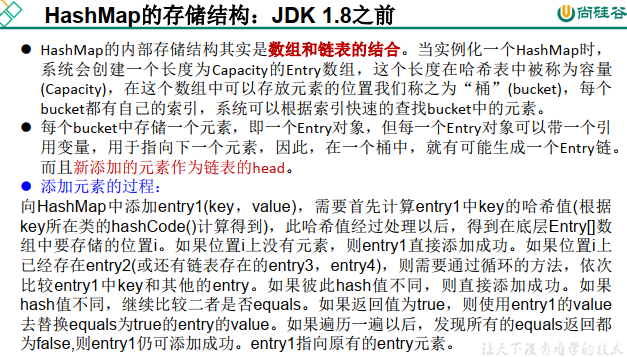 HashMap的存储结构：JDK 1.8之前
尚硅谷
● HashMap的内部存储结构其实是数组和链表的结合。当实例化一个HashMap时，
系统会创建一个长度为Capacity的Entry数组，这个长度在哈希表中被称为容量
(Capacity)，在这个数组中可以存放元素的位置我们称之为“桶”(bucket)，每个
bucket都有自己的索引，系统可以根据索引快速的查找bucket中的元素。
● 每个bucket中存储一个元素，即一个Entry对象，但每一个Entry对象可以带一个引
用变量，用于指向下一个元素，因此，在一个桶中，就有可能生成一个Entry链。
而且新添加的元素作为链表的head。
● 添加元素的过程：
向HashMap中添加entry1(key，value)，需要首先计算entry1中key的哈希值(根据
key所在类的hashCode()计算得到)，此哈希值经过处理以后，得到在底层Entry[]数
组中要存储的位置i。如果位置i上没有元素，则entry1直接添加成功。如果位置i上
已经存在entry2(或还有链表存在的entry3，entry4)，则需要通过循环的方法，依次
比较entry1中key和其他的entry。如果彼此hash值不同，则直接添加成功。如果
hash值不同，继续比较二者是否equals。如果返回值为true，则使用entry1的value
去替换equals为true的entry的value。如果遍历一遍以后，发现所有的equals返回都
为false,则entry1仍可添加成功。entry1指向原有的entry元素。
让天下没有难学的技术